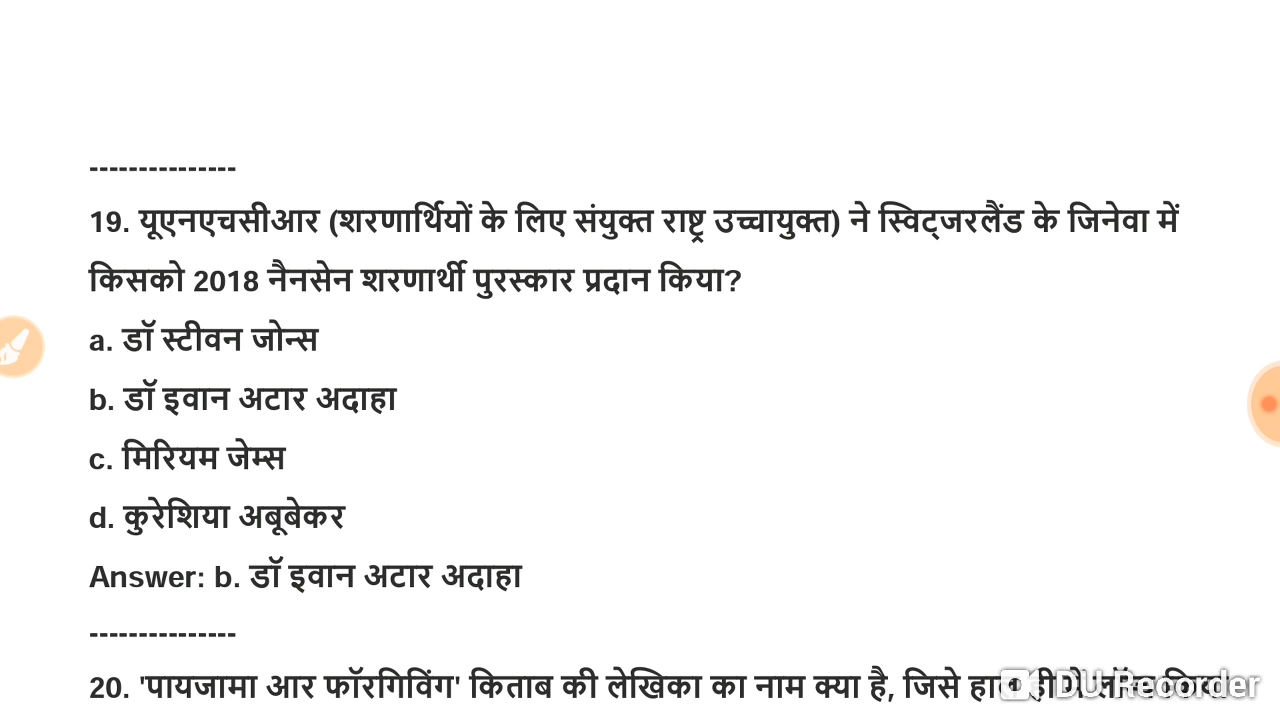 ---------------
19. यूएनएचसीआर (शरणार्थियों के लिए संयुक्त राष्ट्र उच्चायुक्त) ने स्विट्जरलैंड के जिनेवा में
किसको 2018 नैनसेन शरणार्थी पुरस्कार प्रदान किया?
a. डॉ स्टीवन जोन्स
b. डॉ इवान अटार अदाहा
c. मिरियम जेम्स
d. कुरेशिया अबूबेकर
Answer: b. डॉ इवान अटार अदाहा
---------------
20. 'पायजामा आर फॉरगिविंग' किताब की लेखिका का नाम क्या है, जिसे
DU Recorder